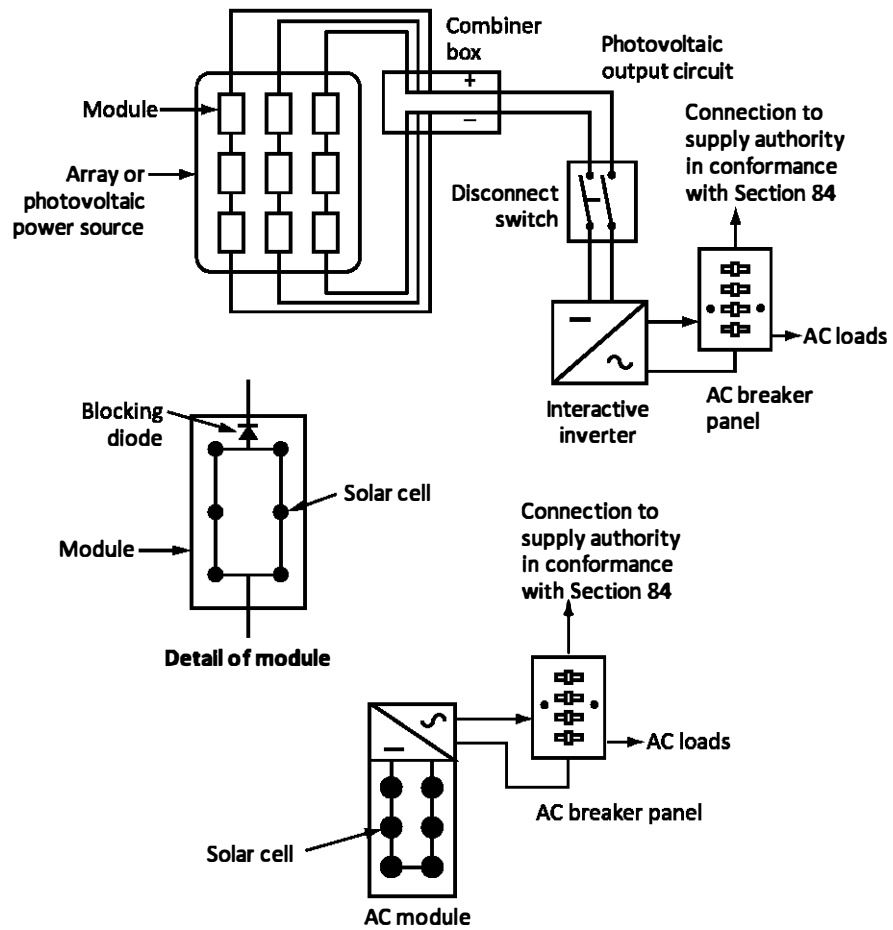 Combiner
box
+
–
Photovoltaic
output circuit
Module
Array or
photovoltaic
power source
Connection to
supply authority
in conformance
with Section 84
Disconnect
switch
AC loads
Interactive
inverter
AC breaker
panel
Blocking
diode
Solar cell
Module
Detail of module
Connection to
supply authority
in conformance
with Section 84
AC loads
AC breaker panel
Solar cell
AC module